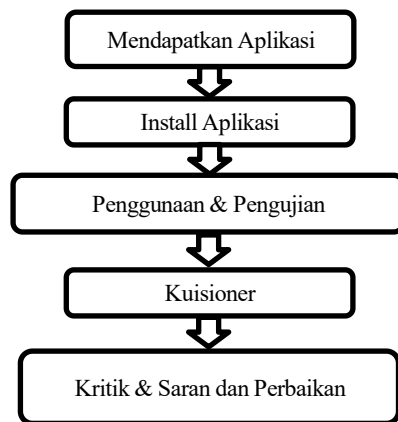 Mendapatkan Aplikasi
Install Aplikasi
Penggunaan & Pengujian
Kuisioner
Kritik & Saran dan Perbaikan